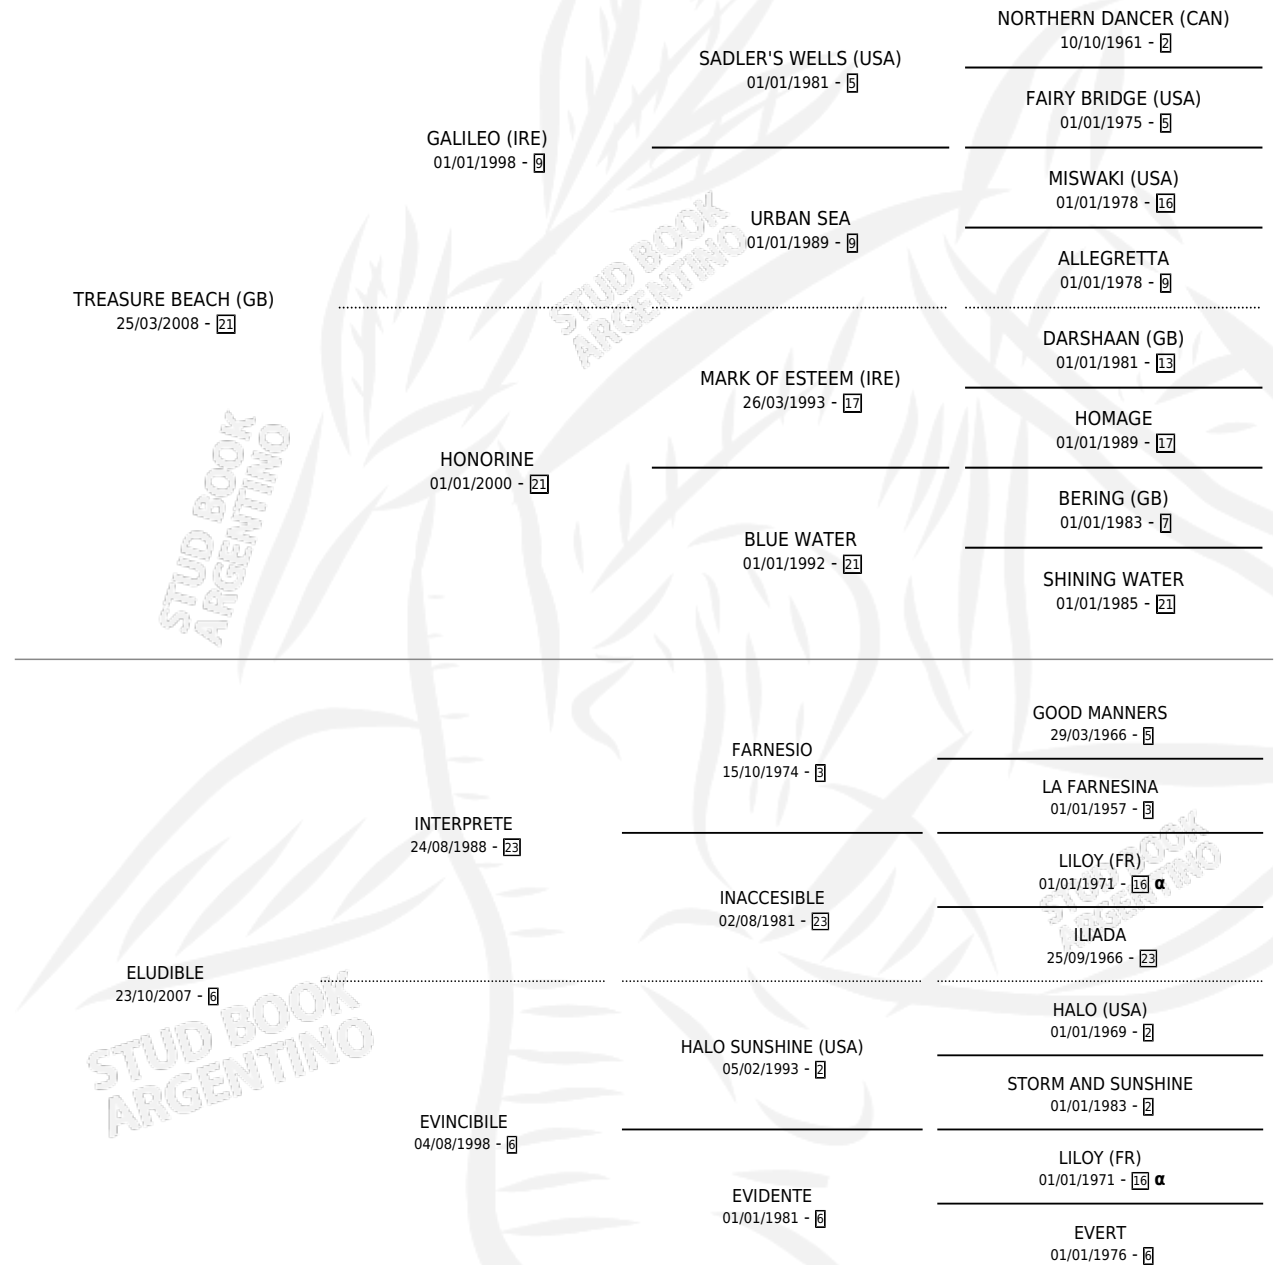 NORTHERN DANCER (CAN)
10/10/1961 - 2
SADLER'S WELLS (USA)
01/01/1981 - 5
FAIRY BRIDGE (USA)
01/01/1975 - 5
GALILEO (IRE)
01/01/1998 - 9
MISWAKI (USA)
01/01/1978 - 16
URBAN SEA
01/01/1989 - 9
ALLEGRETTA
01/01/1978 - 9
STUD BOOK
ARGENTINO
TREASURE BEACH (GB)
25/03/2008 - 21
DARSHAAN (GB)
01/01/1981 - 13
MARK OF ESTEEM (IRE)
26/03/1993 - 17
HOMAGE
01/01/1989 - 17
HONORINE
01/01/2000 - 21
BERING (GB)
01/01/1983 - 7
BLUE WATER
01/01/1992 - 21
SHINING WATER
01/01/1985 - 21
STUD BOOK
ARGENTINO
GOOD MANNERS
29/03/1966 - 5
FARNESIO
15/10/1974 - 3
LA FARNESINA
01/01/1957 - 3
INTERPRETE
24/08/1988 - 23
LILOY (FR)
01/01/1971 - 16 α
INACCESIBLE
02/08/1981 - 23
ILIADA
25/09/1966 - 23
STUD BOOK
ARGENTINO
ELUDIBLE
23/10/2007 - 6
HALO (USA)
01/01/1969 - 2
HALO SUNSHINE (USA)
05/02/1993 - 2
STORM AND SUNSHINE
01/01/1983 - 2
EVINCIBILE
04/08/1998 - 6
LILOY (FR)
01/01/1971 - 16 α
EVIDENTE
01/01/1981 - 6
EVERT
01/01/1976 - 6
STUD BOOK
ARGENTINO